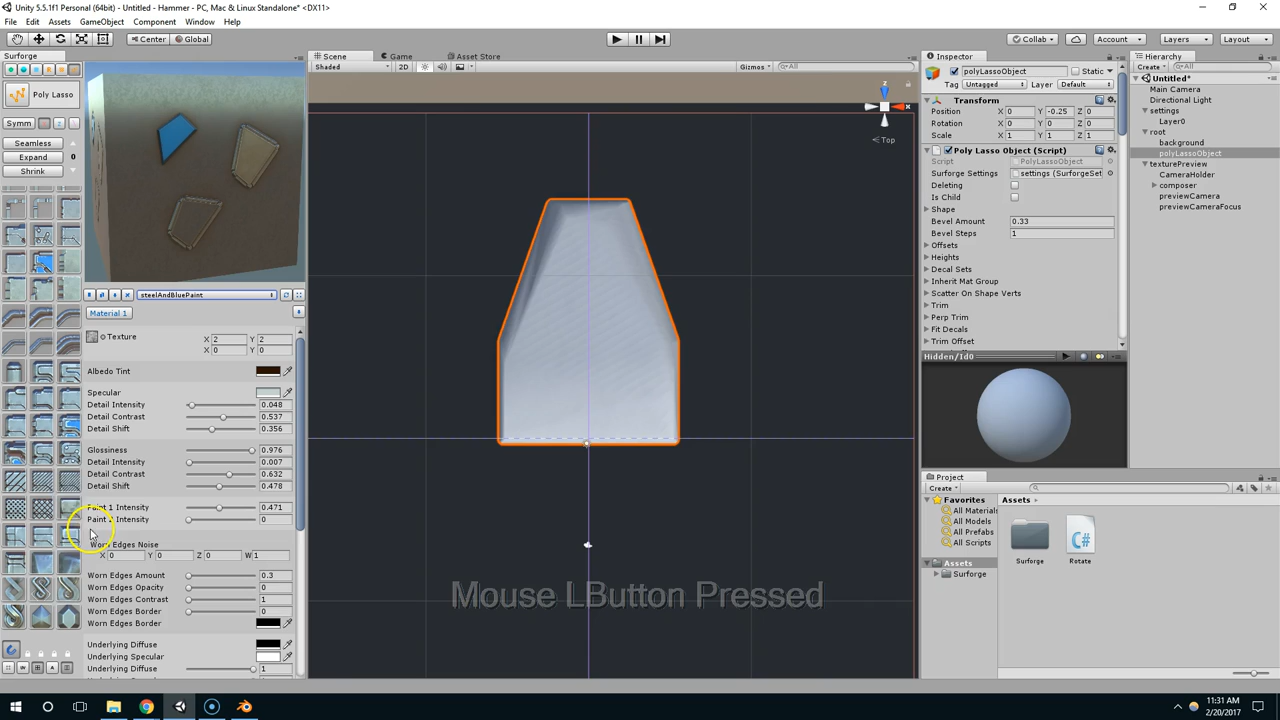 Unity 5.5.1f1 Personal (64bit) - Untitled - Hammer - PC, Mac & Linux Standalone* <DX11>
File Edit Assets GameObject Component Window Help
Center Global Collab Account Layers Layout
Surforge
Poly Lasso
Symm
Seamless
Expand 0
Shrink
steelAndBluePaint
Material 1
Texture X 2 Y 2
X 0 Y 0
Albedo Tint
Specular
Detail Intensity 0.048
Detail Contrast 0.537
Detail Shift 0.356
Glossiness 0.976
Detail Intensity 0.007
Detail Contrast 0.632
Detail Shift 0.478
Paint 1 Intensity 0.471
Paint 2 Intensity 0
Worn Edges Noise
X 0 Y 0 Z 0 W 1
Worn Edges Amount 0.3
Worn Edges Opacity 0
Worn Edges Contrast 1
Worn Edges Border 0
Worn Edges Border
Underlying Diffuse
Underlying Specular
Underlying Diffuse 1
Scene Game Asset Store
Shaded 2D Gizmos All
z
x
Top
Mouse LButton Pressed
Inspector
polyLassoObject Static
Tag Untagged Layer Default
Transform
Position X 0 Y -0.25 Z 0
Rotation X 0 Y 0 Z 0
Scale X 1 Y 1 Z 1
Poly Lasso Object (Script)
Script PolyLassoObject
Surforge Settings settings (SurforgeSet
Deleting
Is Child
Shape
Bevel Amount 0.33
Bevel Steps 1
Offsets
Heights
Decal Sets
Inherit Mat Group
Scatter On Shape Verts
Trim
Perp Trim
Fit Decals
Trim Offset
Hidden/Id0
Hierarchy
Create All
Untitled*
Main Camera
Directional Light
settings
Layer0
root
background
polyLassoObject
texturePreview
CameraHolder
composer
previewCamera
previewCameraFocus
Project
Create
Favorites
All Materials
All Models
All Prefabs
All Scripts
Assets
Surforge
Assets
Surforge
C#
Rotate
11:31 AM
2/20/2017